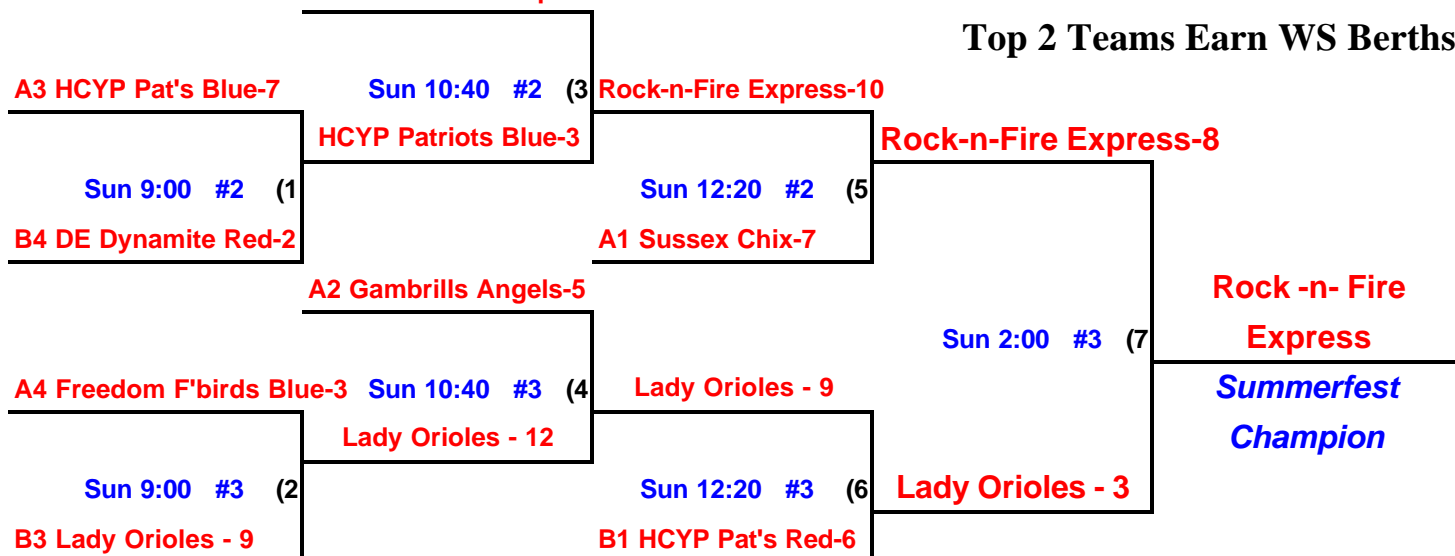 Top 2 Teams Earn WS Berths
A3 HCYP Pat's Blue-7
Sun 10:40 #2 (3
Rock-n-Fire Express-10
HCYP Patriots Blue-3
Rock-n-Fire Express-8
Sun 9:00 #2 (1
Sun 12:20 #2 (5
B4 DE Dynamite Red-2
A1 Sussex Chix-7
A2 Gambrills Angels-5
Rock -n- Fire
Express
Sun 2:00 #3 (7
A4 Freedom F'birds Blue-3
Sun 10:40 #3 (4
Lady Orioles - 9
Summerfest
Champion
Lady Orioles - 12
Sun 9:00 #3 (2
Sun 12:20 #3 (6
Lady Orioles - 3
B3 Lady Orioles - 9
B1 HCYP Pat's Red-6